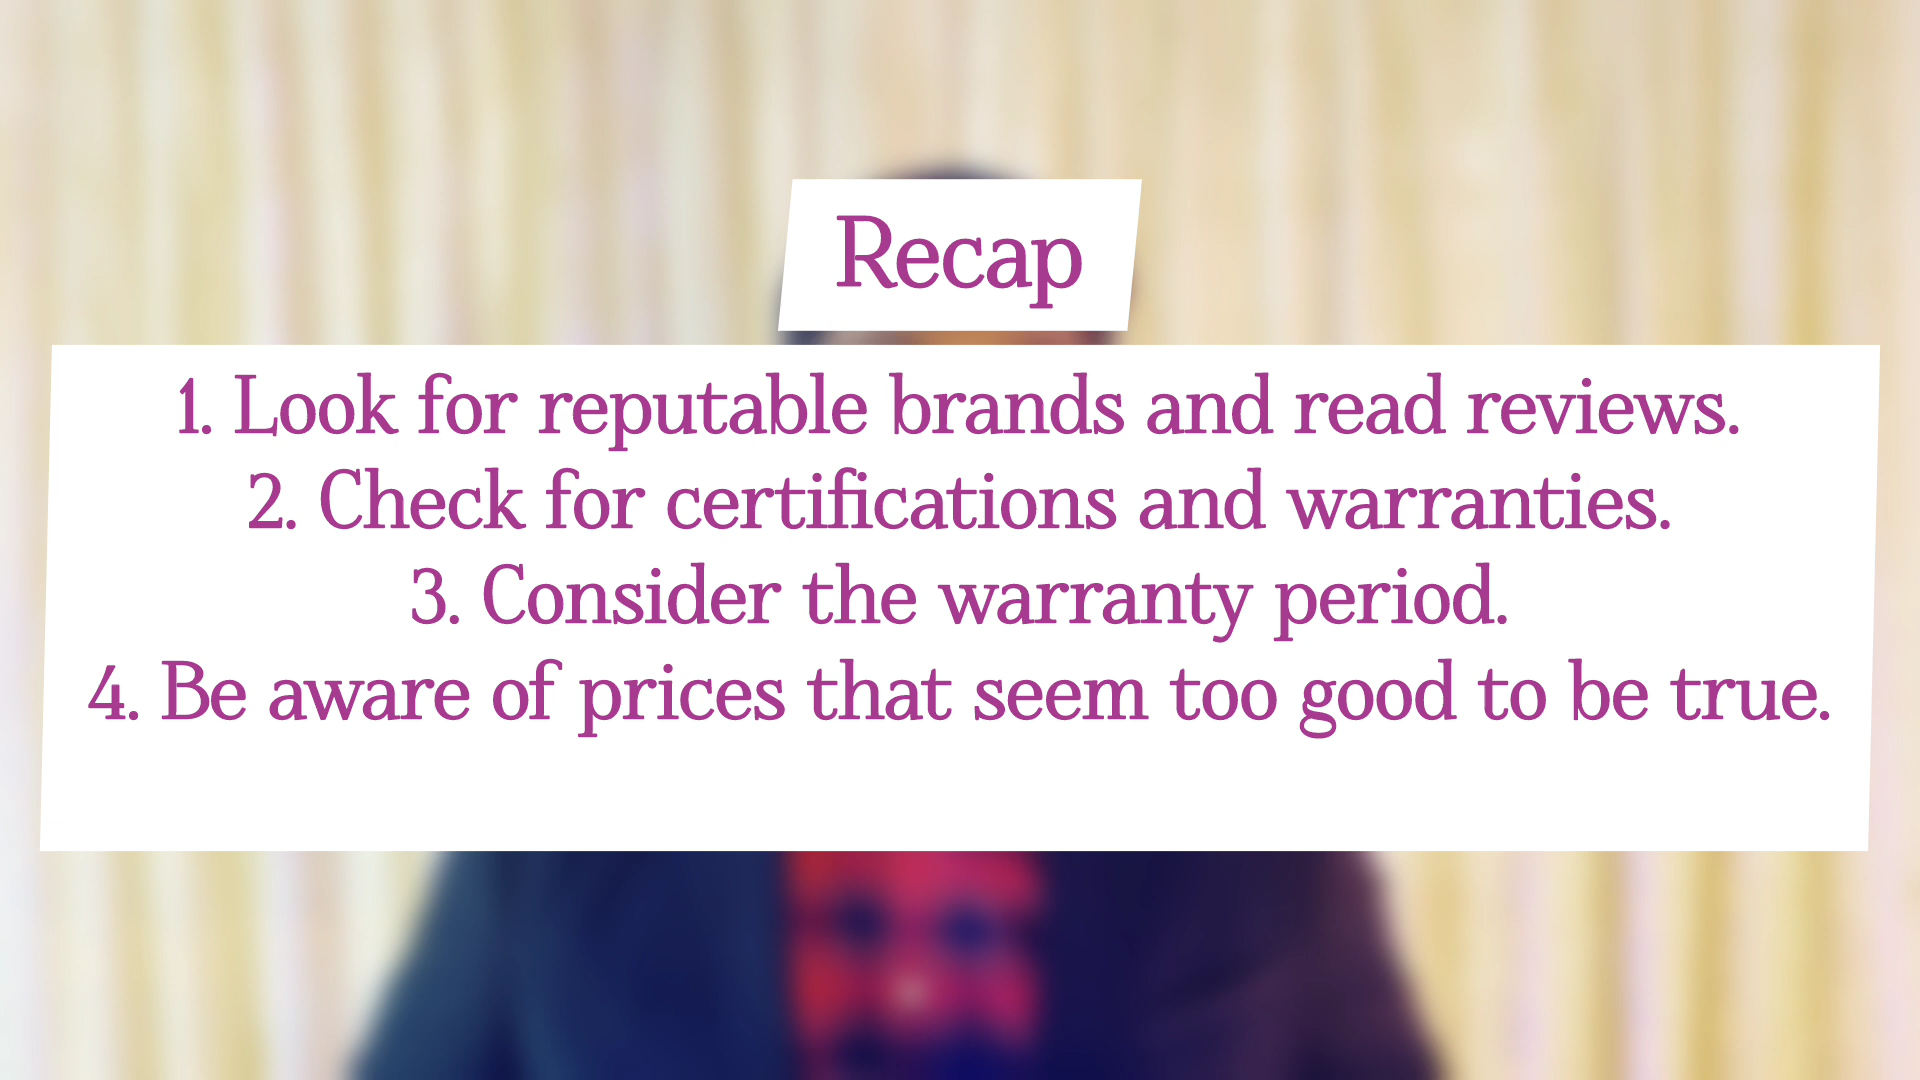 Recap
1. Look for reputable brands and read reviews.
2. Check for certifications and warranties.
3. Consider the warranty period.
4. Be aware of prices that seem too good to be true.